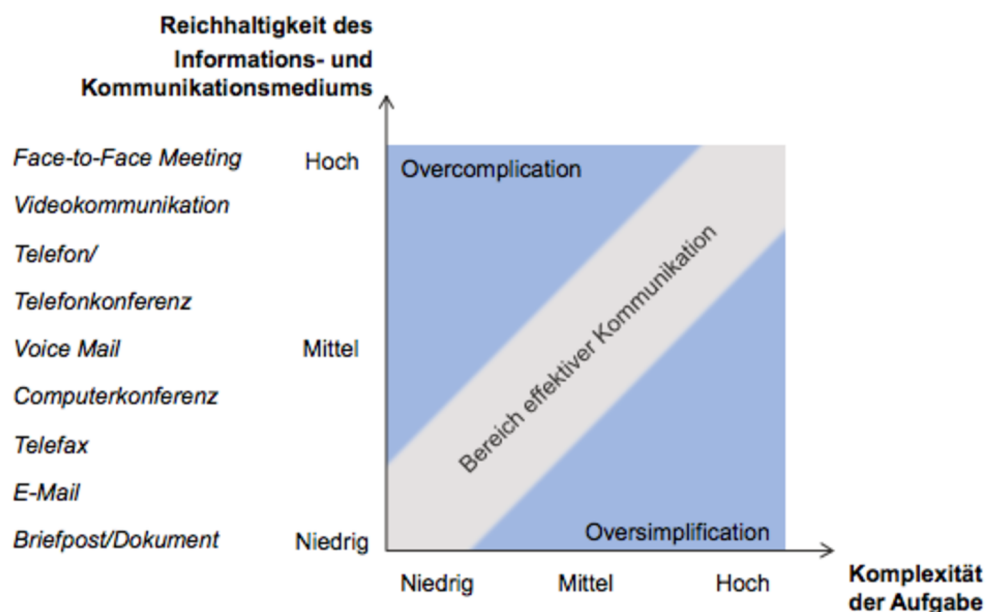 Reichhaltigkeit des
Informations- und
Kommunikationsmediums
Face-to-Face Meeting
Hoch
Overcomplication
Videokommunikation
Telefon/
Telefonkonferenz
Voice Mail
Mittel
Computerkonferenz
Telefax
E-Mail
Briefpost/Dokument
Niedrig
Bereich effektiver Kommunikation
Oversimplification
Niedrig
Mittel
Hoch
Komplexität
der Aufgabe